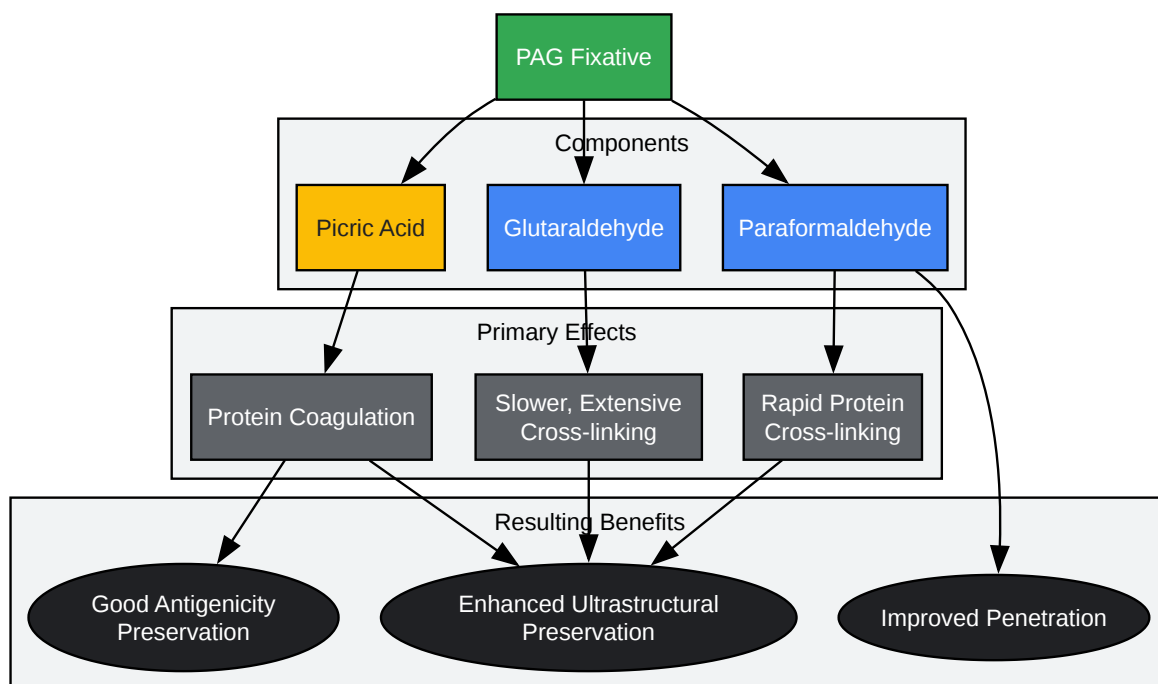 PAG Fixative
Components
Picric Acid
Glutaraldehyde
Paraformaldehyde
Primary Effects
Protein Coagulation
Slower, Extensive
Cross-linking
Rapid Protein
Cross-linking
Resulting Benefits
Good Antigenicity
Preservation
Enhanced Ultrastructural
Preservation
Improved Penetration